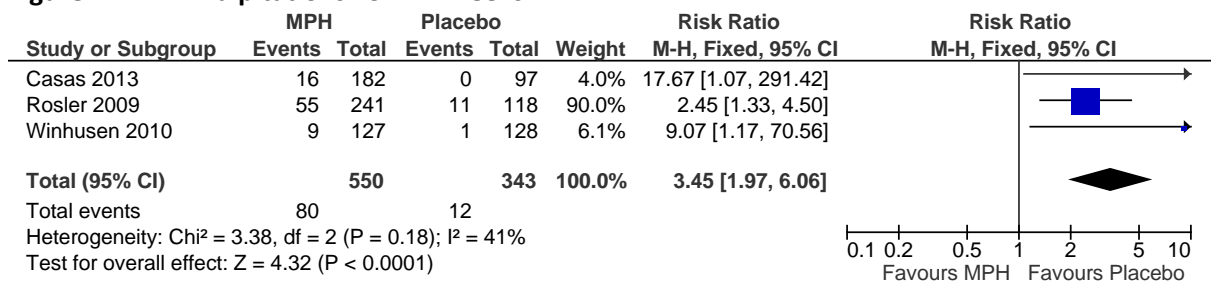 MPH Placebo Risk Ratio Risk Ratio
Study or Subgroup Events Total Events Total Weight M-H, Fixed, 95% CI M-H, Fixed, 95% CI
Casas 2013 16 182 0 97 4.0% 17.67 [1.07, 291.42]
Rosler 2009 55 241 11 118 90.0% 2.45 [1.33, 4.50]
Winhusen 2010 9 127 1 128 6.1% 9.07 [1.17, 70.56]
Total (95% CI) 550 343 100.0% 3.45 [1.97, 6.06]
Total events 80 12
Heterogeneity: Chi² = 3.38, df = 2 (P = 0.18); I² = 41%
Test for overall effect: Z = 4.32 (P < 0.0001)
0.1 0.2 0.5 1 2 5 10
Favours MPH Favours Placebo